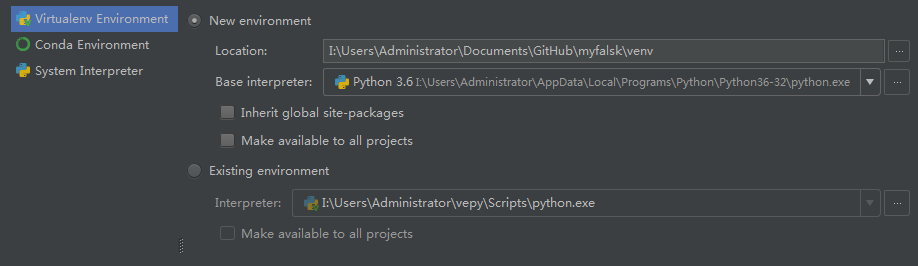 Virtualenv Environment
Conda Environment
System Interpreter
New environment
Location: I:\Users\Administrator\Documents\GitHub\myfalsk\venv ...
Base interpreter: Python 3.6 I:\Users\Administrator\AppData\Local\Programs\Python\Python36-32\python.exe ...
Inherit global site-packages
Make available to all projects
Existing environment
Interpreter: I:\Users\Administrator\vepy\Scripts\python.exe ...
Make available to all projects